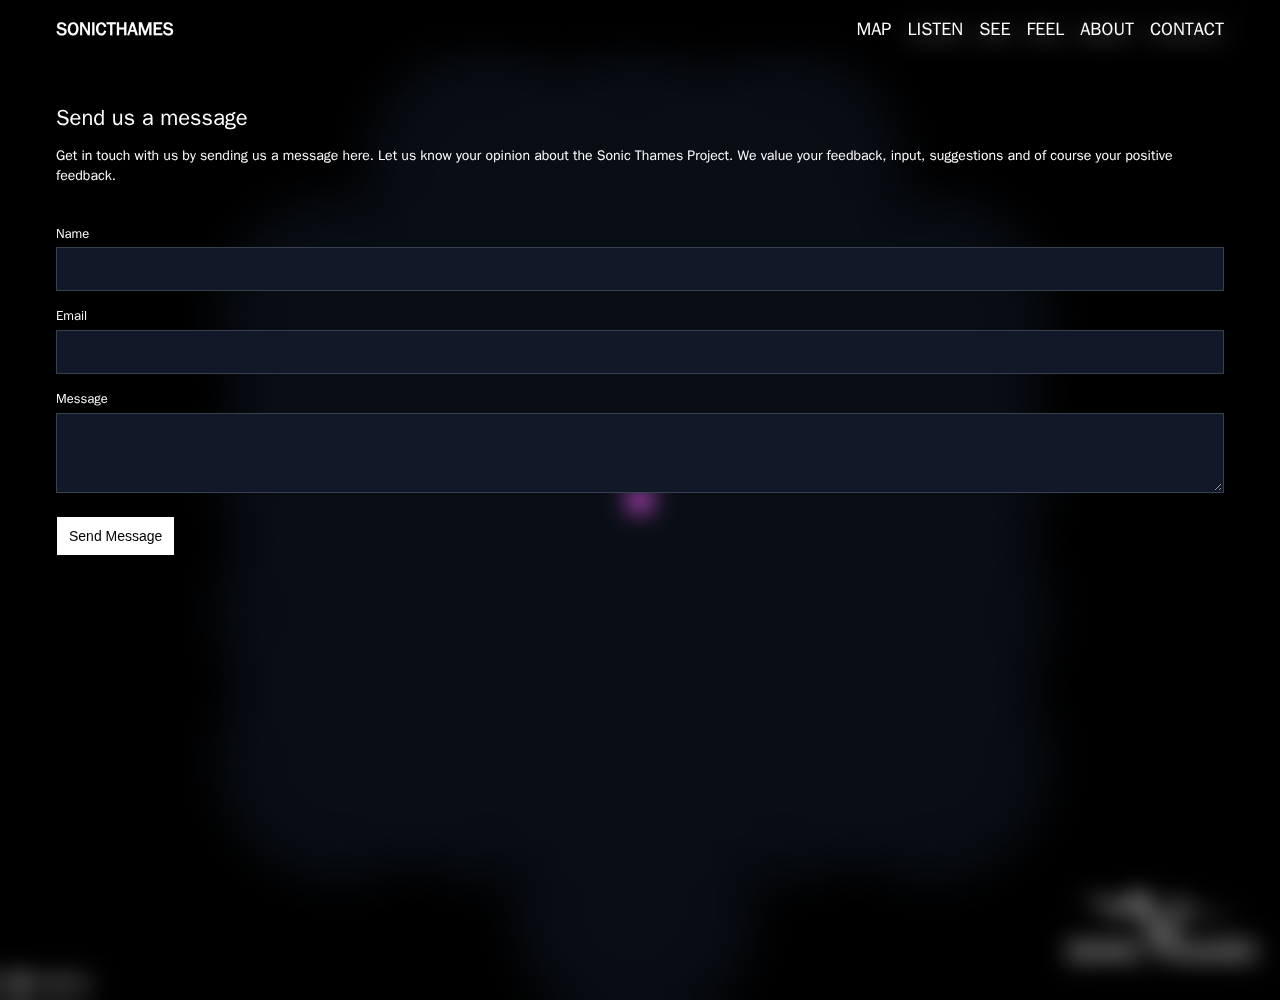 SONICTHAMES
MAP LISTEN SEE FEEL ABOUT CONTACT
Send us a message
Get in touch with us by sending us a message here. Let us know your opinion about the Sonic Thames Project. We value your feedback, input, suggestions and of course your positive
feedback.
Name
Email
Message
Send Message